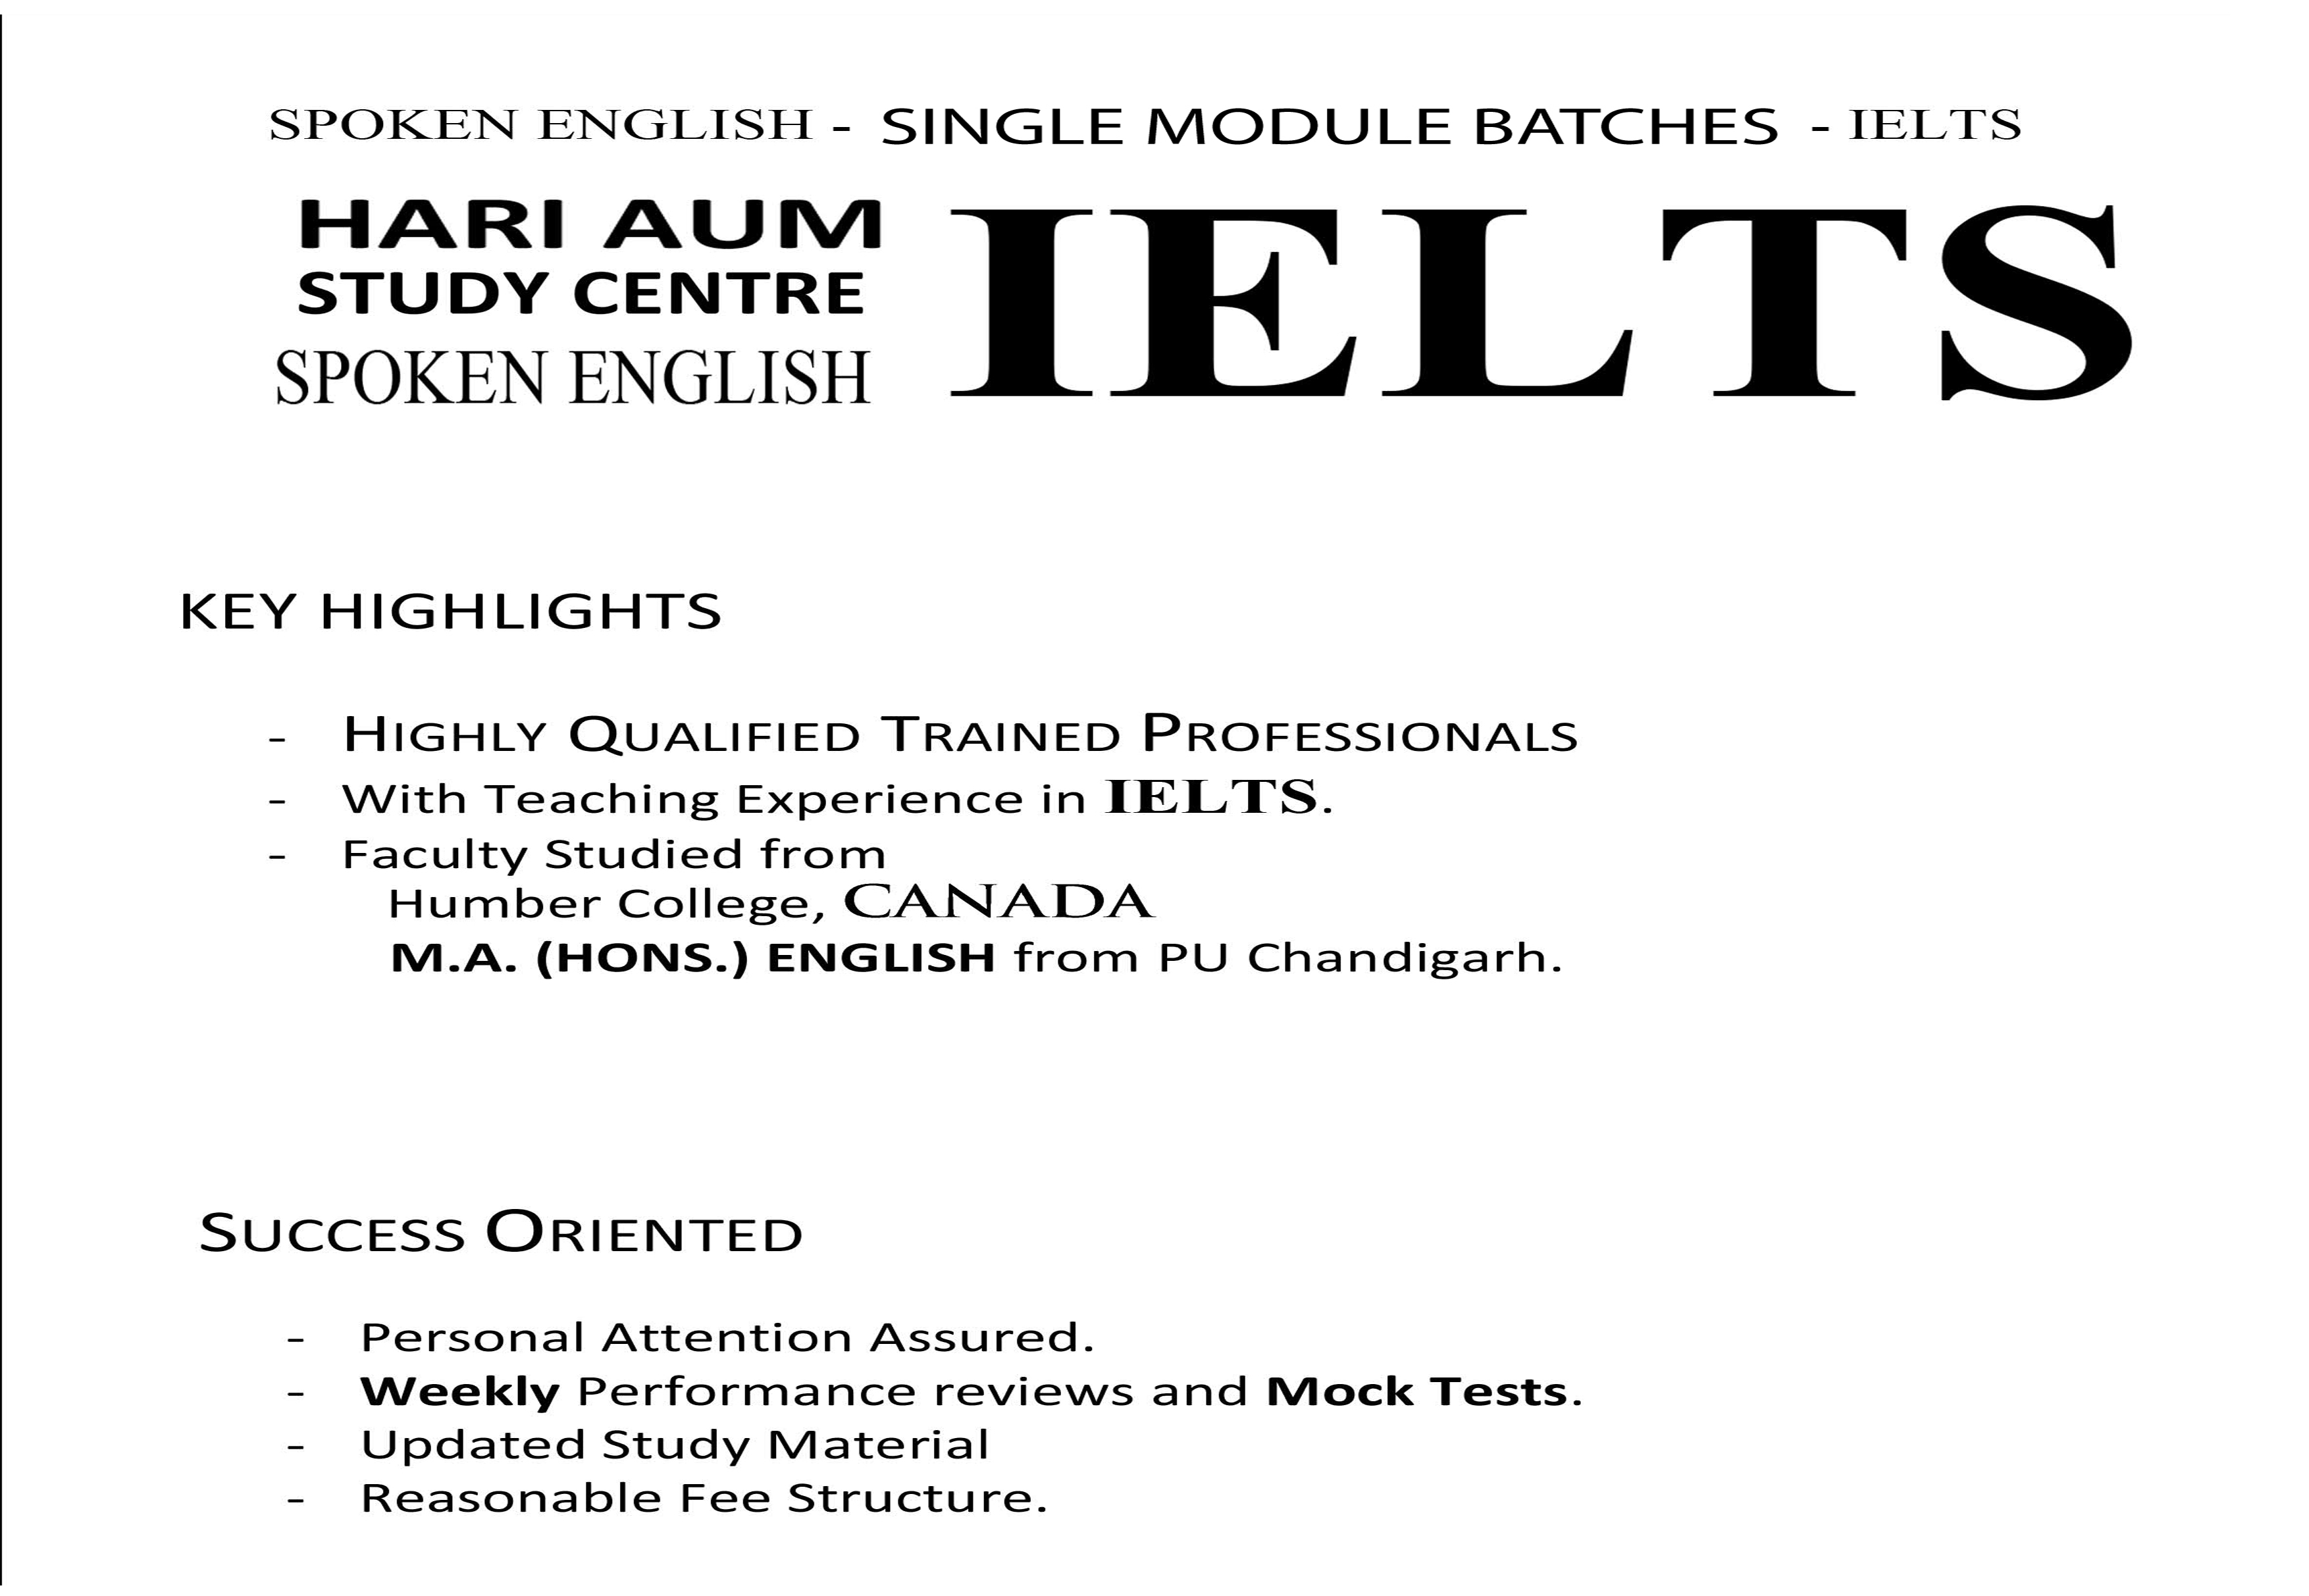 SPOKEN ENGLISH - SINGLE MODULE BATCHES - IELTS
HARI AUM
STUDY CENTRE
SPOKEN ENGLISH
IELTS
KEY HIGHLIGHTS
- HIGHLY QUALIFIED TRAINED PROFESSIONALS
- With Teaching Experience in IELTS.
- Faculty Studied from
Humber College, CANADA
M.A. (HONS.) ENGLISH from PU Chandigarh.
SUCCESS ORIENTED
- Personal Attention Assured.
- Weekly Performance reviews and Mock Tests.
- Updated Study Material
- Reasonable Fee Structure.